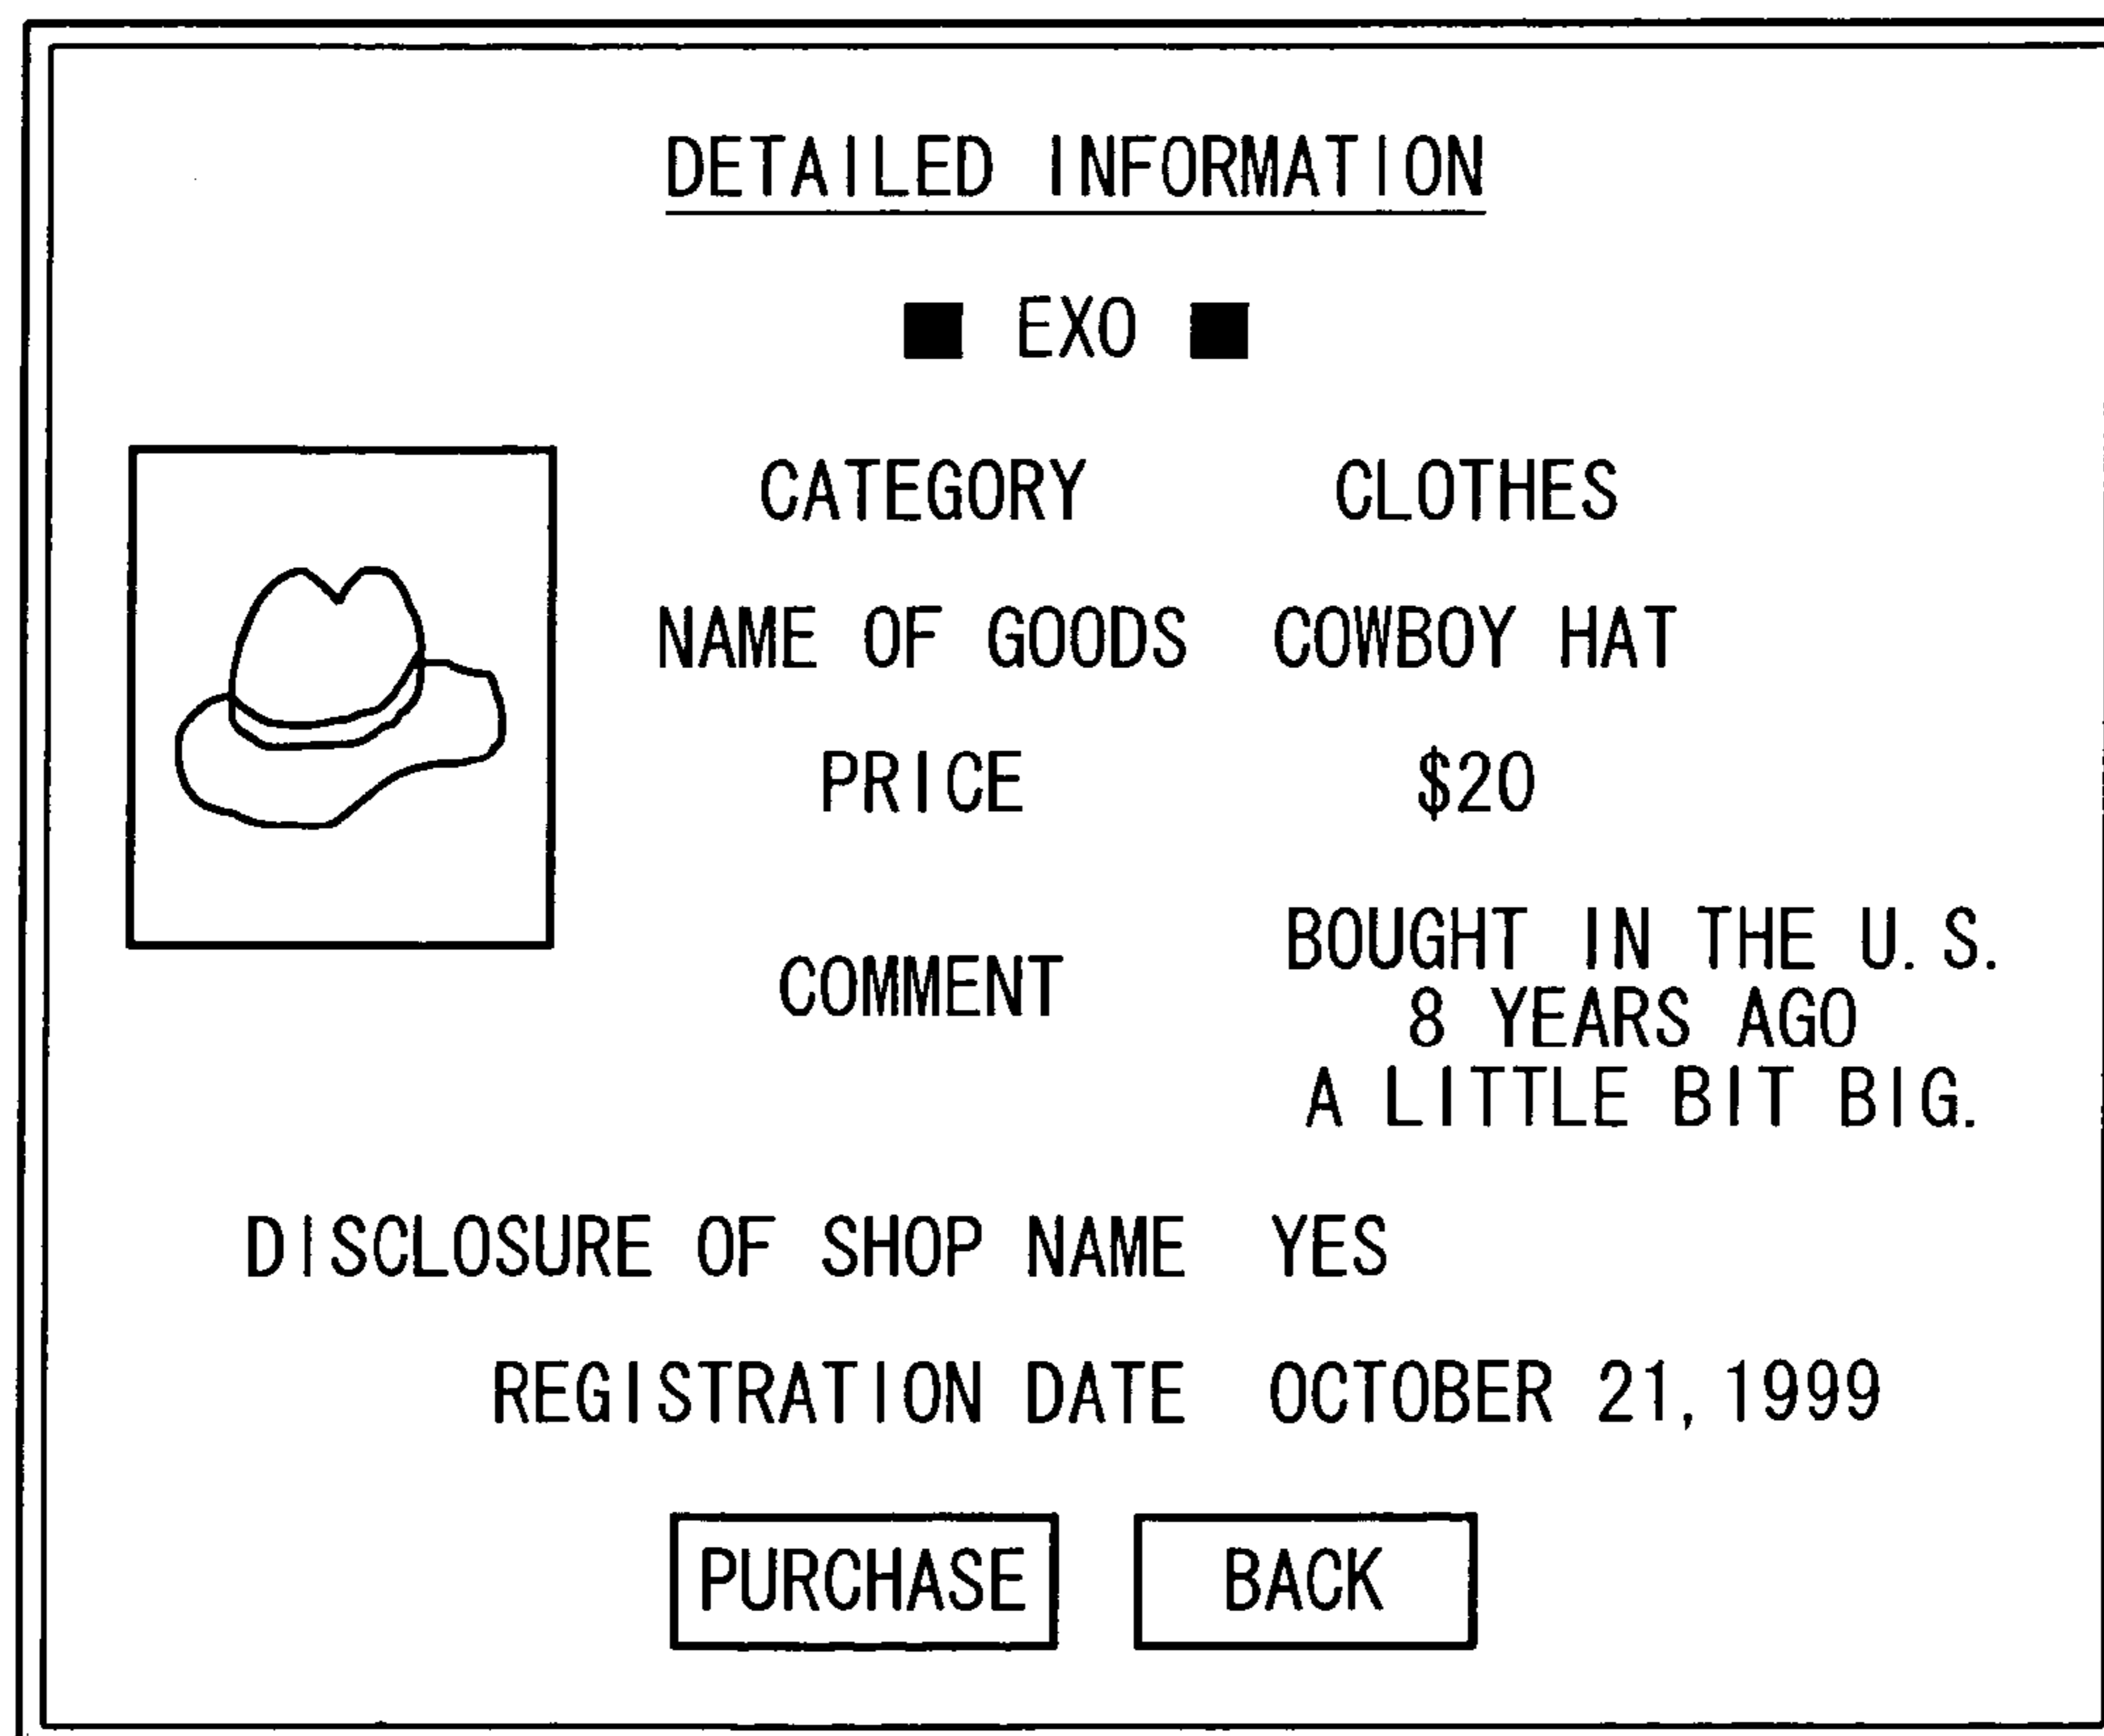 DETAILED INFORMATION
■ EXO ■
CATEGORY CLOTHES
NAME OF GOODS COWBOY HAT
PRICE $20
COMMENT BOUGHT IN THE U.S.
8 YEARS AGO
A LITTLE BIT BIG.
DISCLOSURE OF SHOP NAME YES
REGISTRATION DATE OCTOBER 21, 1999
PURCHASE BACK